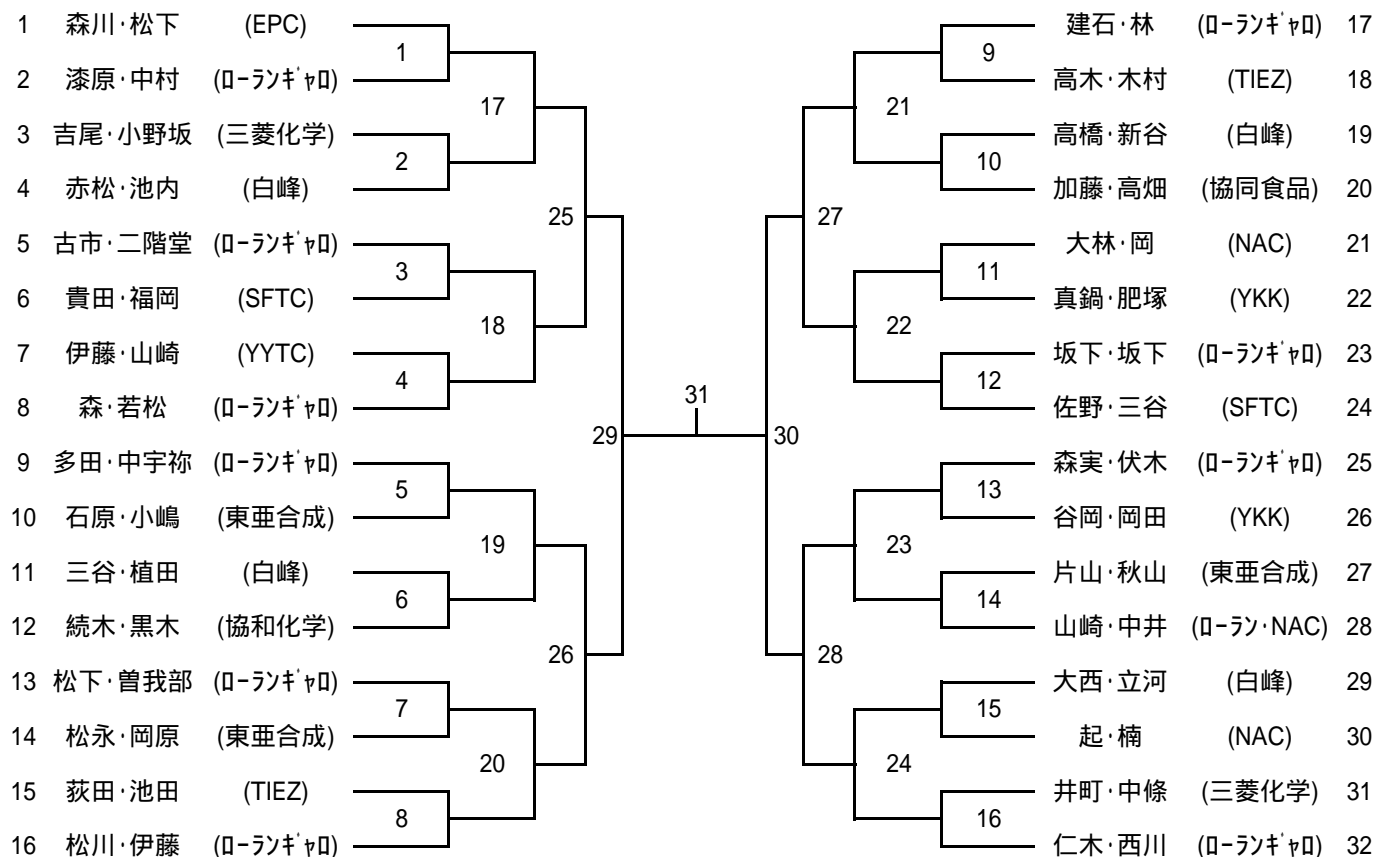 1 森川・松下 (EPC)
2 漆原・中村 (ﾛｰﾗﾝｷﾞｬﾛ)
3 吉尾・小野坂 (三菱化学)
4 赤松・池内 (白峰)
5 古市・二階堂 (ﾛｰﾗﾝｷﾞｬﾛ)
6 貴田・福岡 (SFTC)
7 伊藤・山崎 (YYTC)
8 森・若松 (ﾛｰﾗﾝｷﾞｬﾛ)
9 多田・中宇祢 (ﾛｰﾗﾝｷﾞｬﾛ)
10 石原・小嶋 (東亜合成)
11 三谷・植田 (白峰)
12 続木・黒木 (協和化学)
13 松下・曽我部 (ﾛｰﾗﾝｷﾞｬﾛ)
14 松永・岡原 (東亜合成)
15 荻田・池田 (TIEZ)
16 松川・伊藤 (ﾛｰﾗﾝｷﾞｬﾛ)
1
2
3
4
5
6
7
8
17
18
19
20
25
26
29
31
30
27
28
21
22
23
24
9
10
11
12
13
14
15
16
建石・林 (ﾛｰﾗﾝｷﾞｬﾛ) 17
高木・木村 (TIEZ) 18
高橋・新谷 (白峰) 19
加藤・高畑 (協同食品) 20
大林・岡 (NAC) 21
真鍋・肥塚 (YKK) 22
坂下・坂下 (ﾛｰﾗﾝｷﾞｬﾛ) 23
佐野・三谷 (SFTC) 24
森実・伏木 (ﾛｰﾗﾝｷﾞｬﾛ) 25
谷岡・岡田 (YKK) 26
片山・秋山 (東亜合成) 27
山崎・中井 (ﾛｰﾗﾝ・NAC) 28
大西・立河 (白峰) 29
起・楠 (NAC) 30
井町・中條 (三菱化学) 31
仁木・西川 (ﾛｰﾗﾝｷﾞｬﾛ) 32